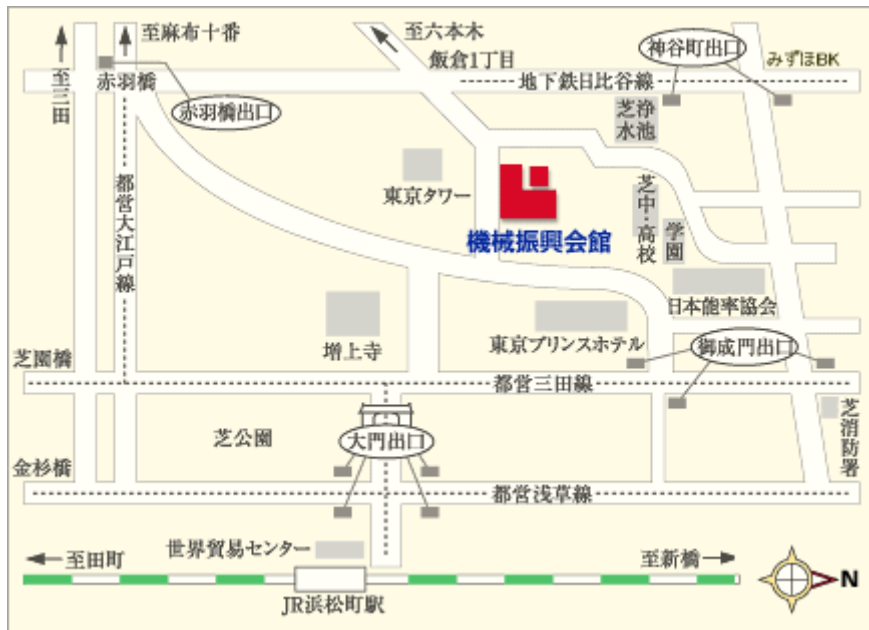 至麻布十番
至六本木
飯倉1丁目
神谷町出口
みずほBK
至三田
赤羽橋
地下鉄日比谷線
赤羽橋出口
芝浄
水池
東京タワー
芝中・高校
学園
機械振興会館
都営大江戸線
日本能率協会
増上寺
東京プリンスホテル
御成門出口
芝園橋
都営三田線
芝公園
大門出口
芝消防署
金杉橋
都営浅草線
世界貿易センター
至田町
至新橋
N
JR浜松町駅